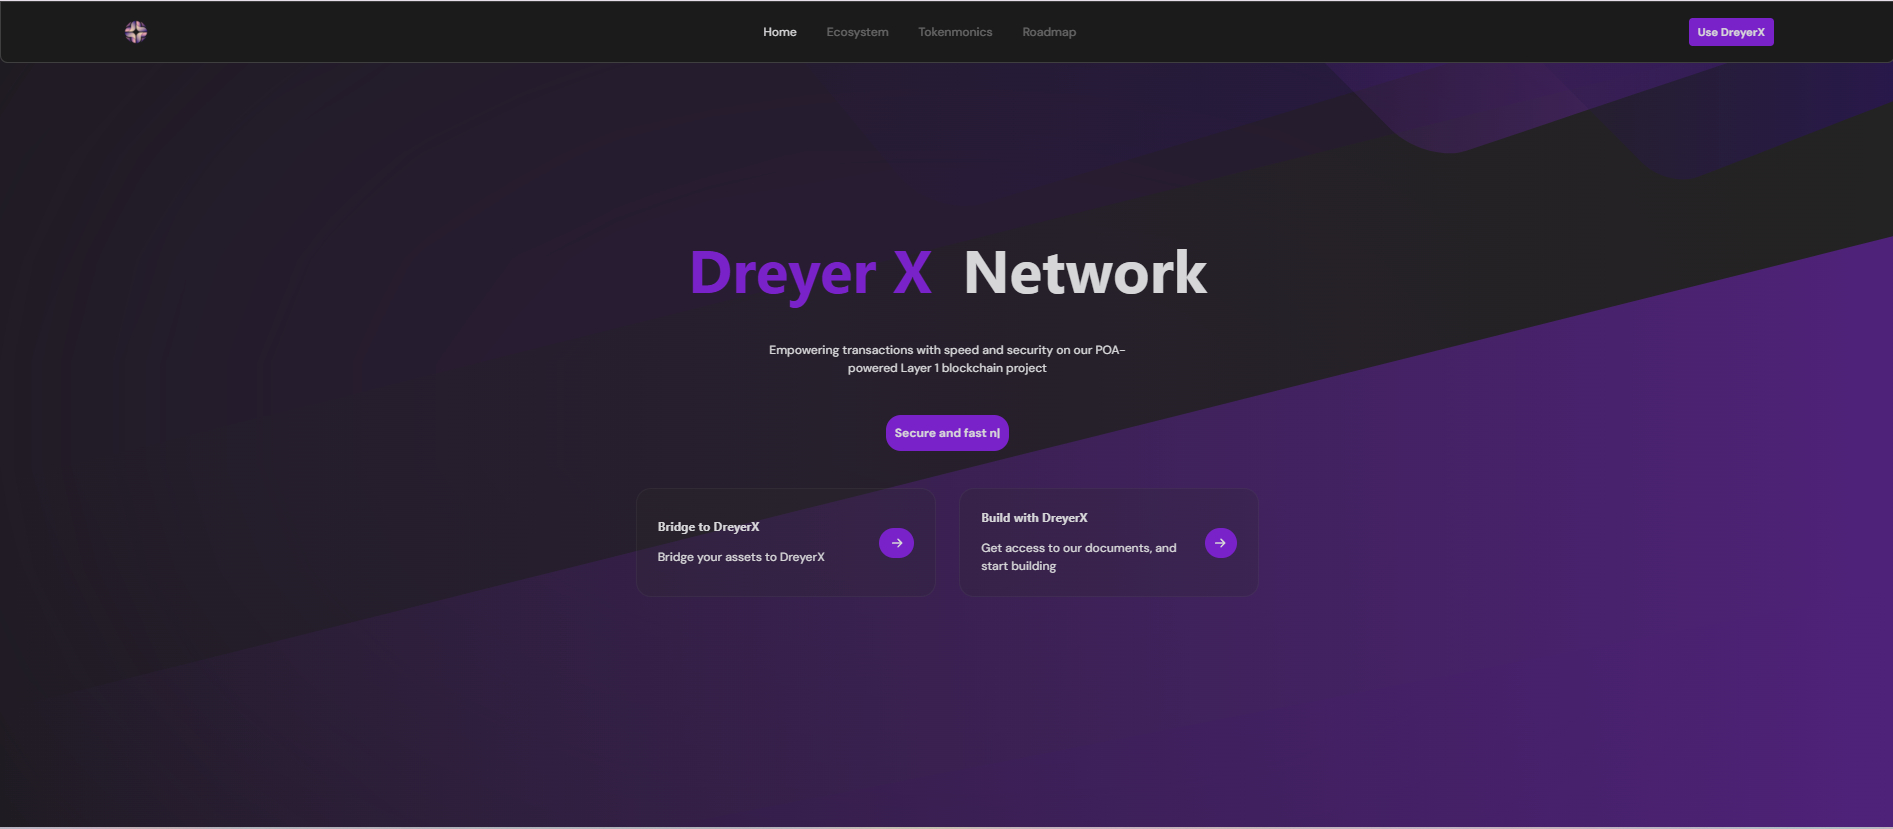 Home Ecosystem Tokenmonics Roadmap Use DreyerX
Dreyer X Network
Empowering transactions with speed and security on our POA-
powered Layer 1 blockchain project
Secure and fast n|
Bridge to DreyerX
Bridge your assets to DreyerX
Build with DreyerX
Get access to our documents, and
start building